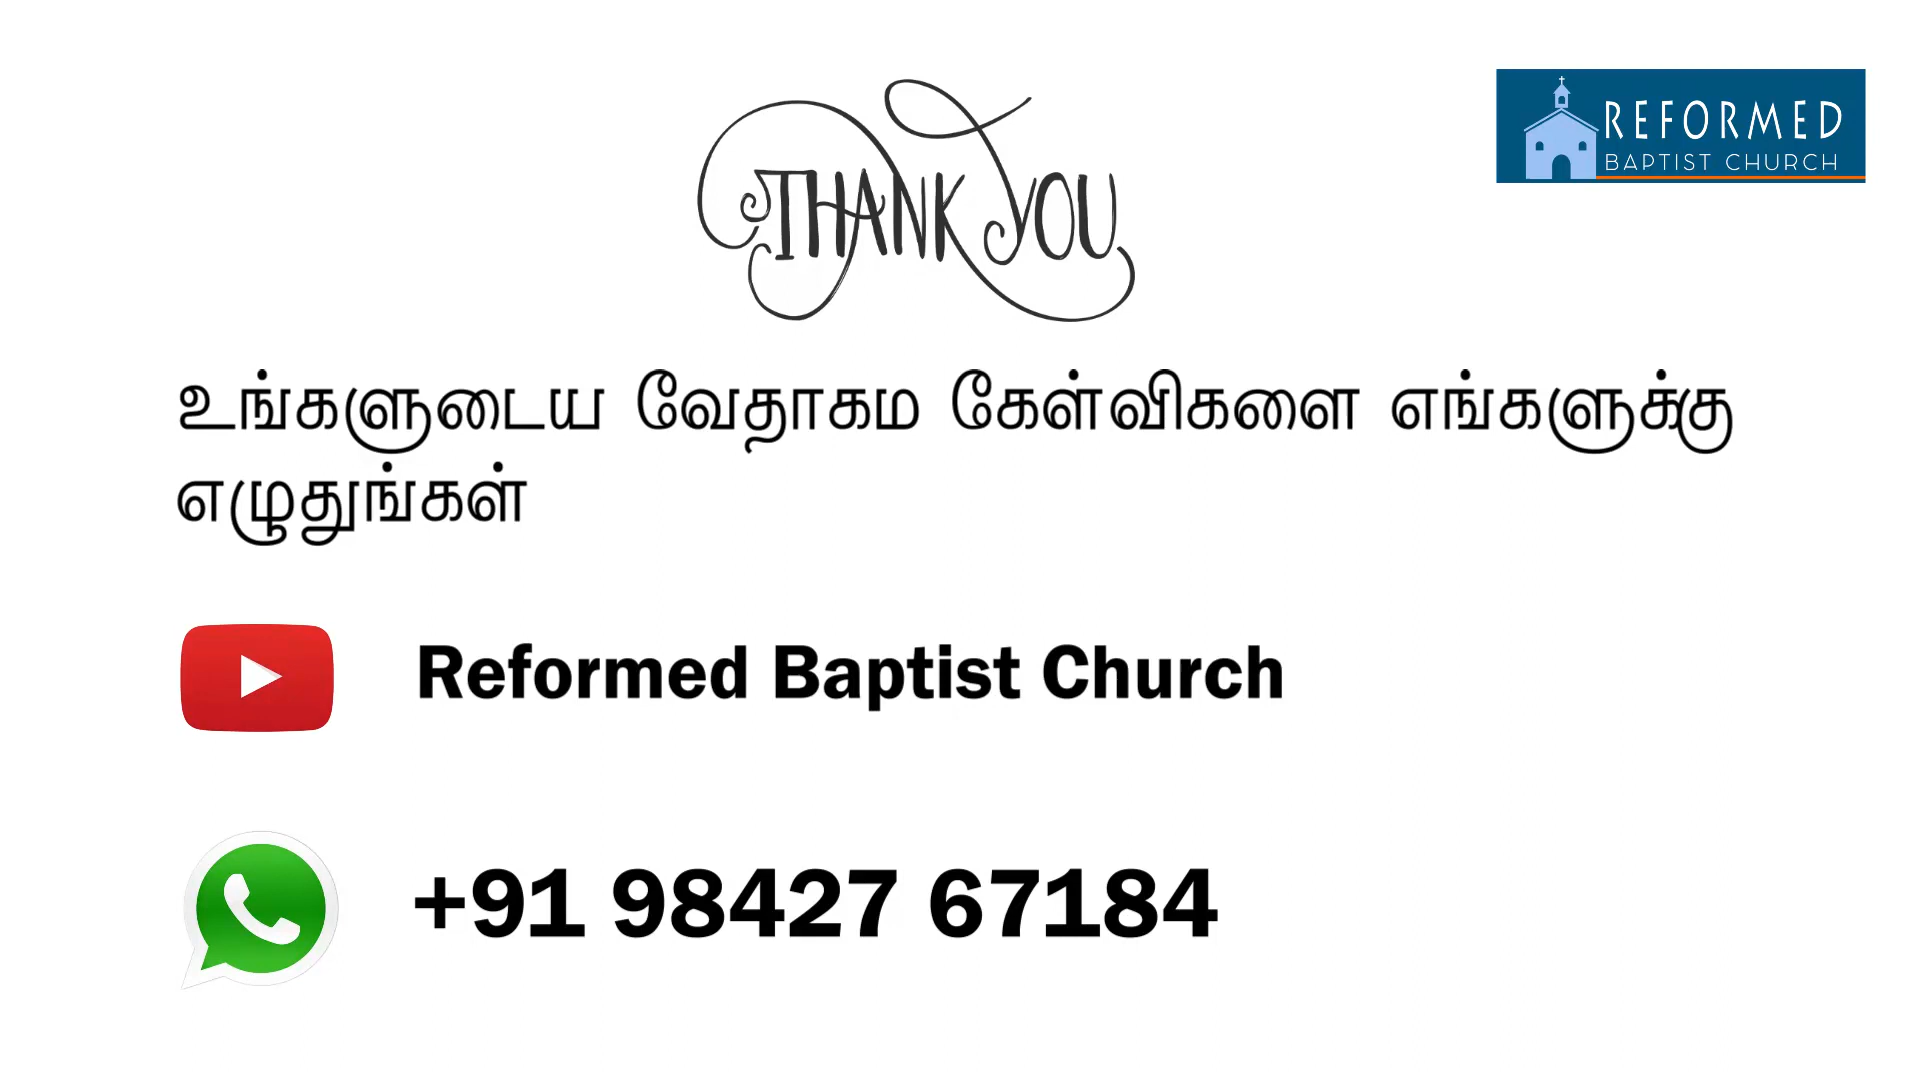 THANK YOU
REFORMED
BAPTIST CHURCH
உங்களுடைய வேதாகம கேள்விகளை எங்களுக்கு
எழுதுங்கள்
Reformed Baptist Church
+91 98427 67184